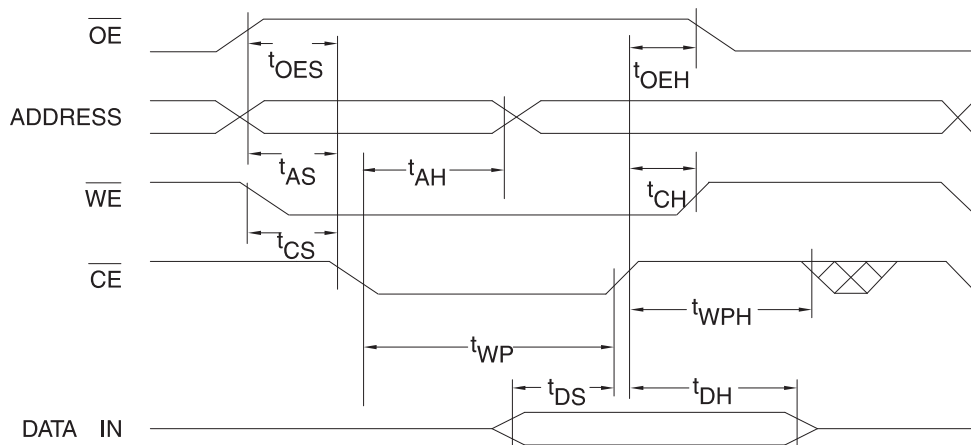 OE
tOES
tOEH
ADDRESS
tAS
tAH
WE
tCH
tCS
CE
tWPH
tWP
tDS
tDH
DATA IN